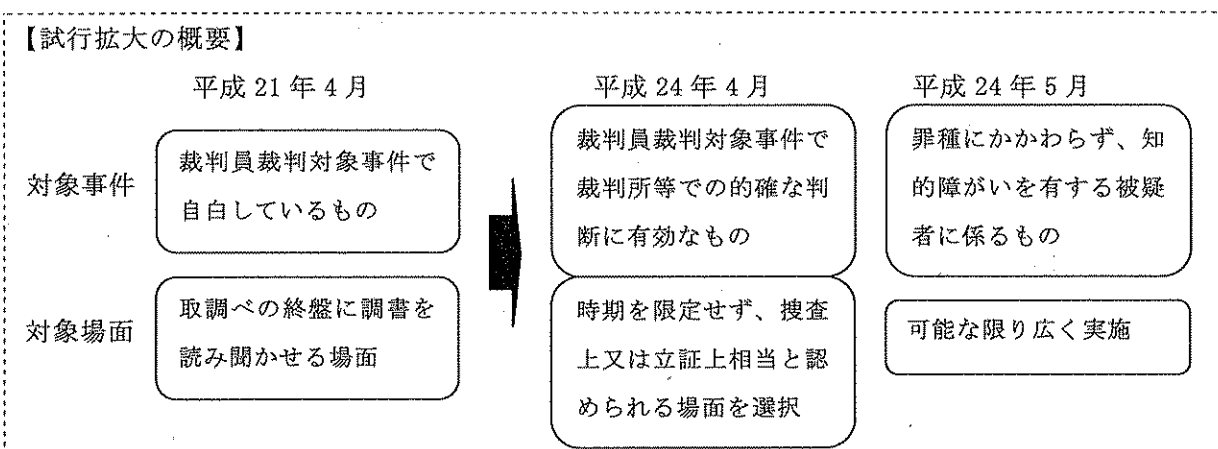 【試行拡大の概要】
平成21年4月 平成24年4月 平成24年5月
対象事件
裁判員裁判対象事件で
自白しているもの
裁判員裁判対象事件で
裁判所等での的確な判
断に有効なもの
罪種にかかわらず、知
的障がいを有する被疑
者に係るもの
対象場面
取調べの終盤に調書を
読み聞かせる場面
時期を限定せず、捜査
上又は立証上相当と認
められる場面を選択
可能な限り広く実施